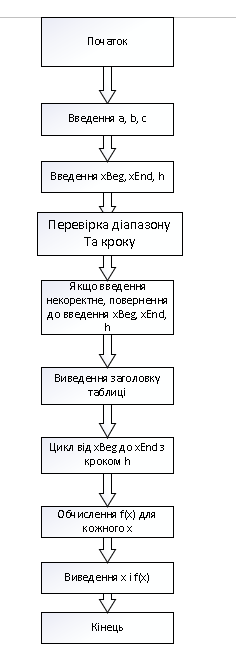 Початок
Введення a, b, c
Введення xBeg, xEnd, h
Перевірка діапазону
Та кроку
Якщо введення
некоректне, повернення
до введення xBeg, xEnd,
h
Виведення заголовку
таблиці
Цикл від xBeg до xEnd з
кроком h
Обчислення f(x) для
кожного x
Виведення x і f(x)
Кінець